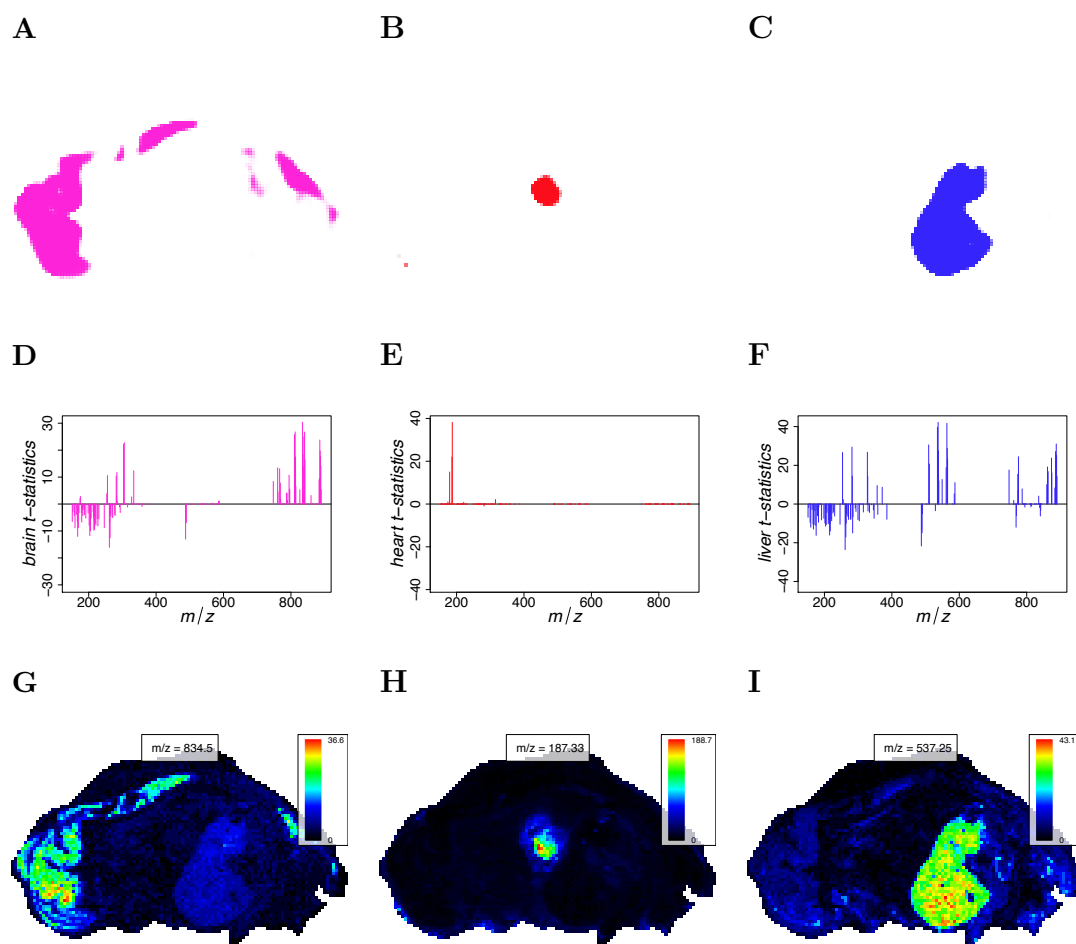 A
B
C
D
E
F
brain t−statistics
−30
−10
10
30
200
400
600
800
m/z
heart t−statistics
−40
−20
0
20
40
200
400
600
800
m/z
liver t−statistics
−40
−20
0
20
40
200
400
600
800
m/z
G
H
I
m/z = 834.5
36.6
0
m/z = 187.33
188.7
0
m/z = 537.25
43.1
0